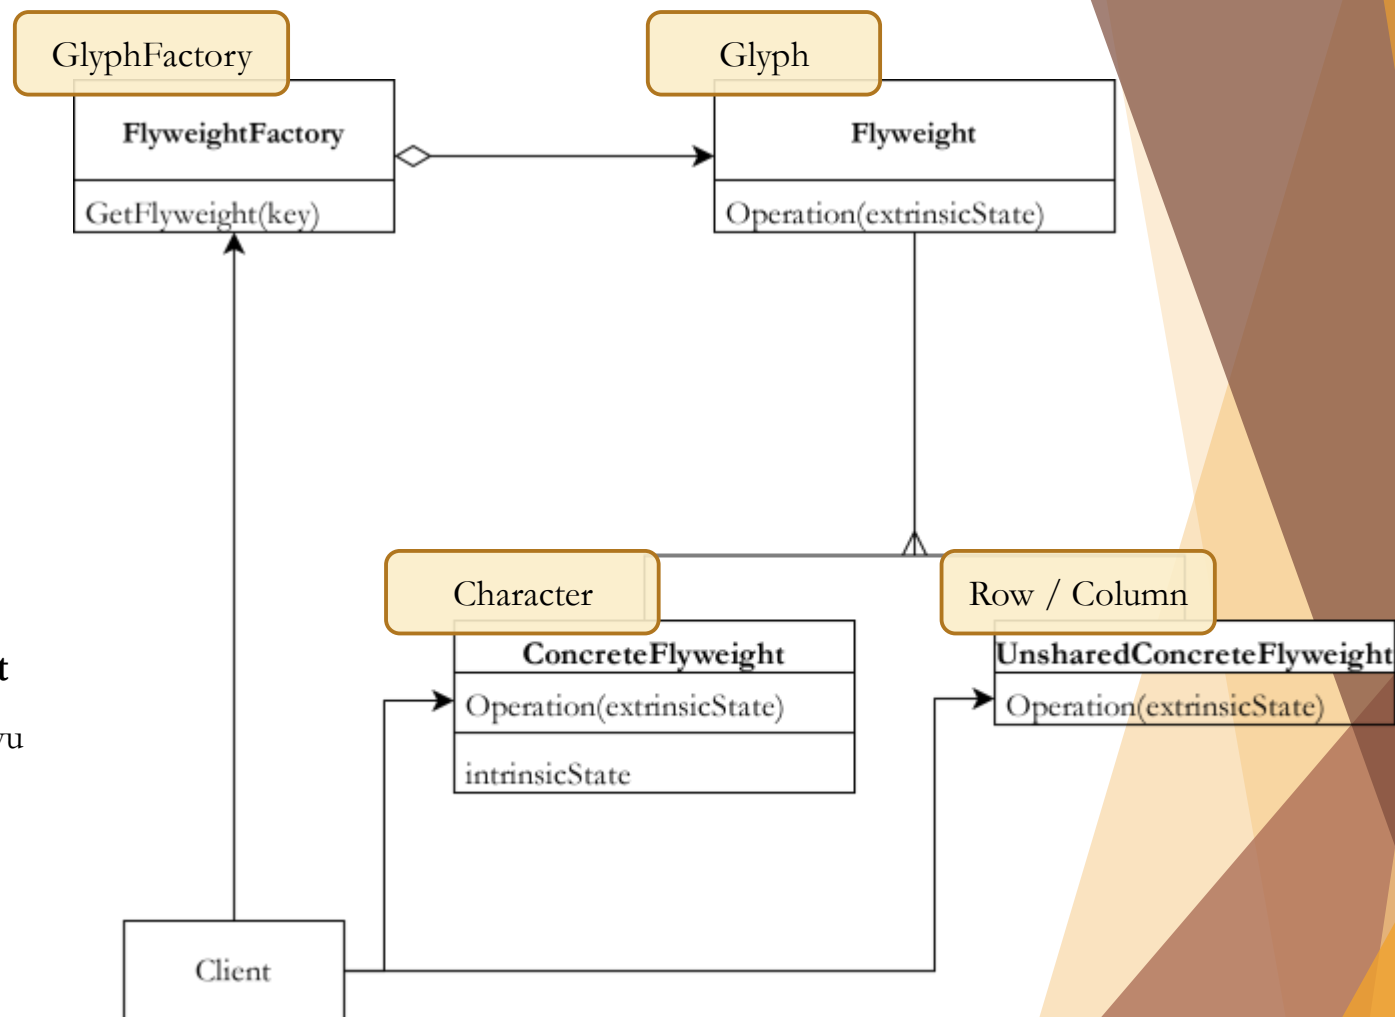 GlyphFactory
Glyph
FlyweightFactory
Flyweight
GetFlyweight(key)
Operation(extrinsicState)
Character
Row / Column
ConcreteFlyweight
UnsharedConcreteFlyweight
Operation(extrinsicState)
Operation(extrinsicState)
intrinsicState
Client